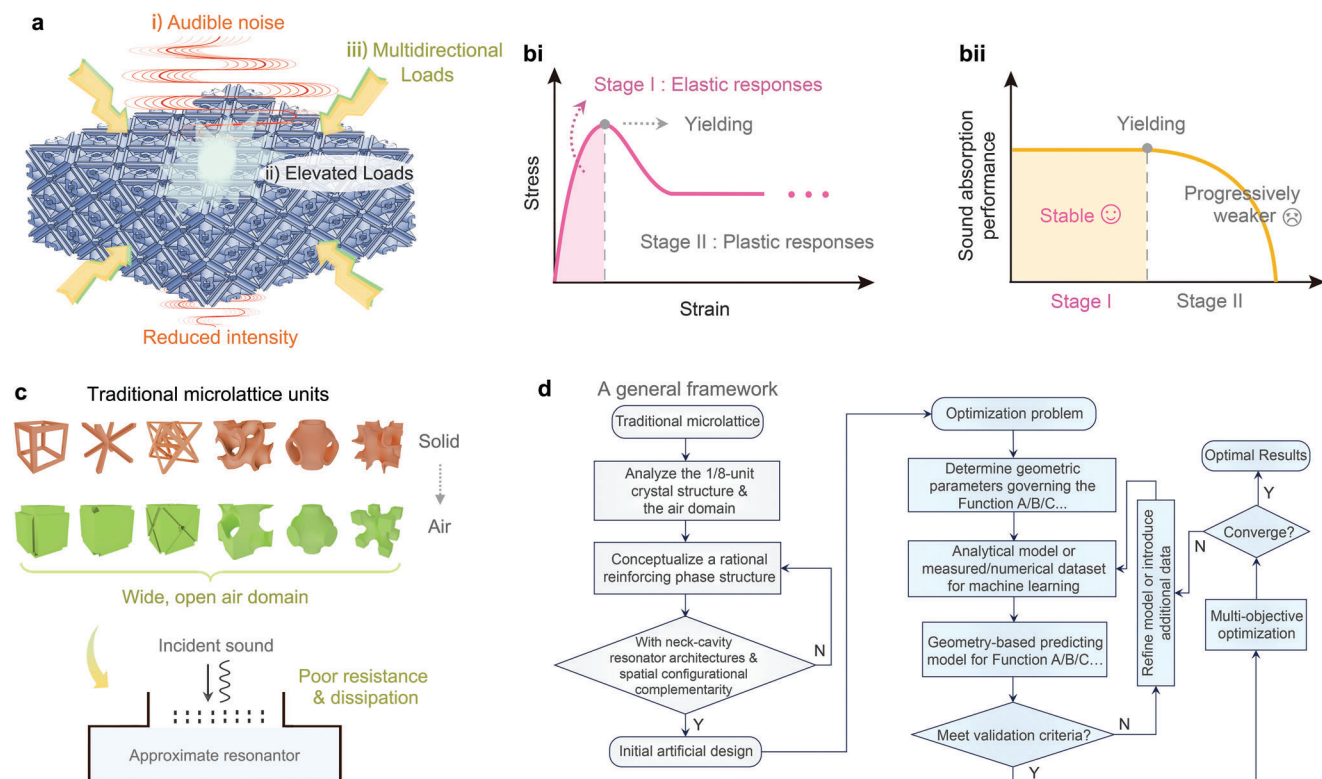 a
i) Audible noise
iii) Multidirectional
Loads
ii) Elevated Loads
Reduced intensity
bi
Stage I : Elastic responses
Yielding
Stress
Stage II : Plastic responses
Strain
bii
Yielding
Sound absorption
performance
Stable
Progressively
weaker
Stage I
Stage II
c
Traditional microlattice units
Solid
Air
Wide, open air domain
Incident sound
Poor resistance
& dissipation
Approximate resonantor
d
A general framework
Traditional microlattice
Analyze the 1/8-unit
crystal structure &
the air domain
Conceptualize a rational
reinforcing phase structure
With neck-cavity
resonator architectures &
spatial configurational
complementarity
N
Y
Initial artificial design
Optimization problem
Determine geometric
parameters governing the
Function A/B/C...
Analytical model or
measured/numerical dataset
for machine learning
Geometry-based predicting
model for Function A/B/C...
Meet validation criteria?
N
Y
Refine model or introduce
additional data
Optimal Results
Y
Converge?
N
Multi-objective
optimization